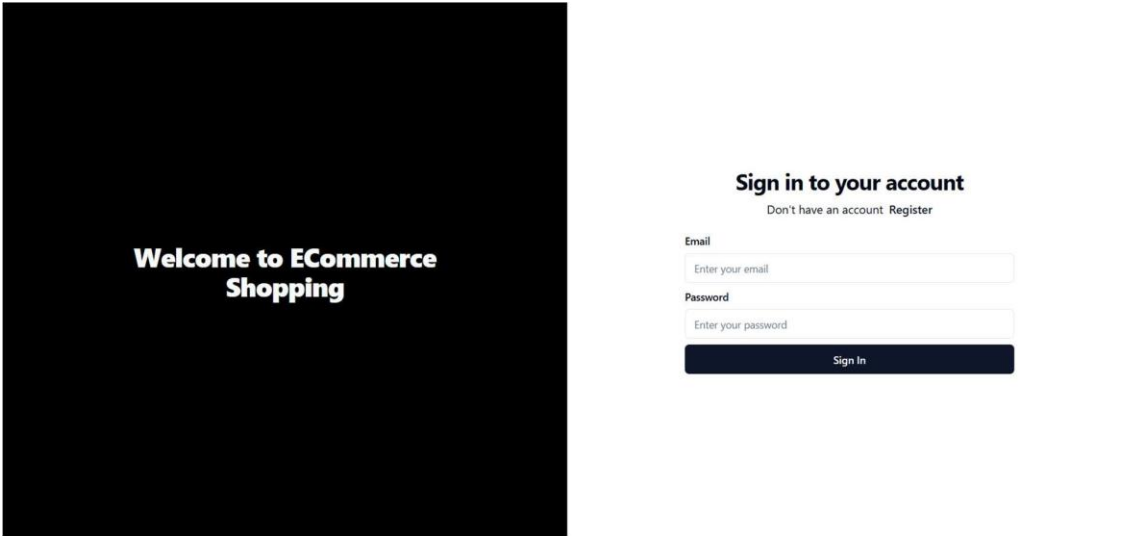 Welcome to ECommerce
Shopping
Sign in to your account
Don't have an account Register
Email
Enter your email
Password
Enter your password
Sign In